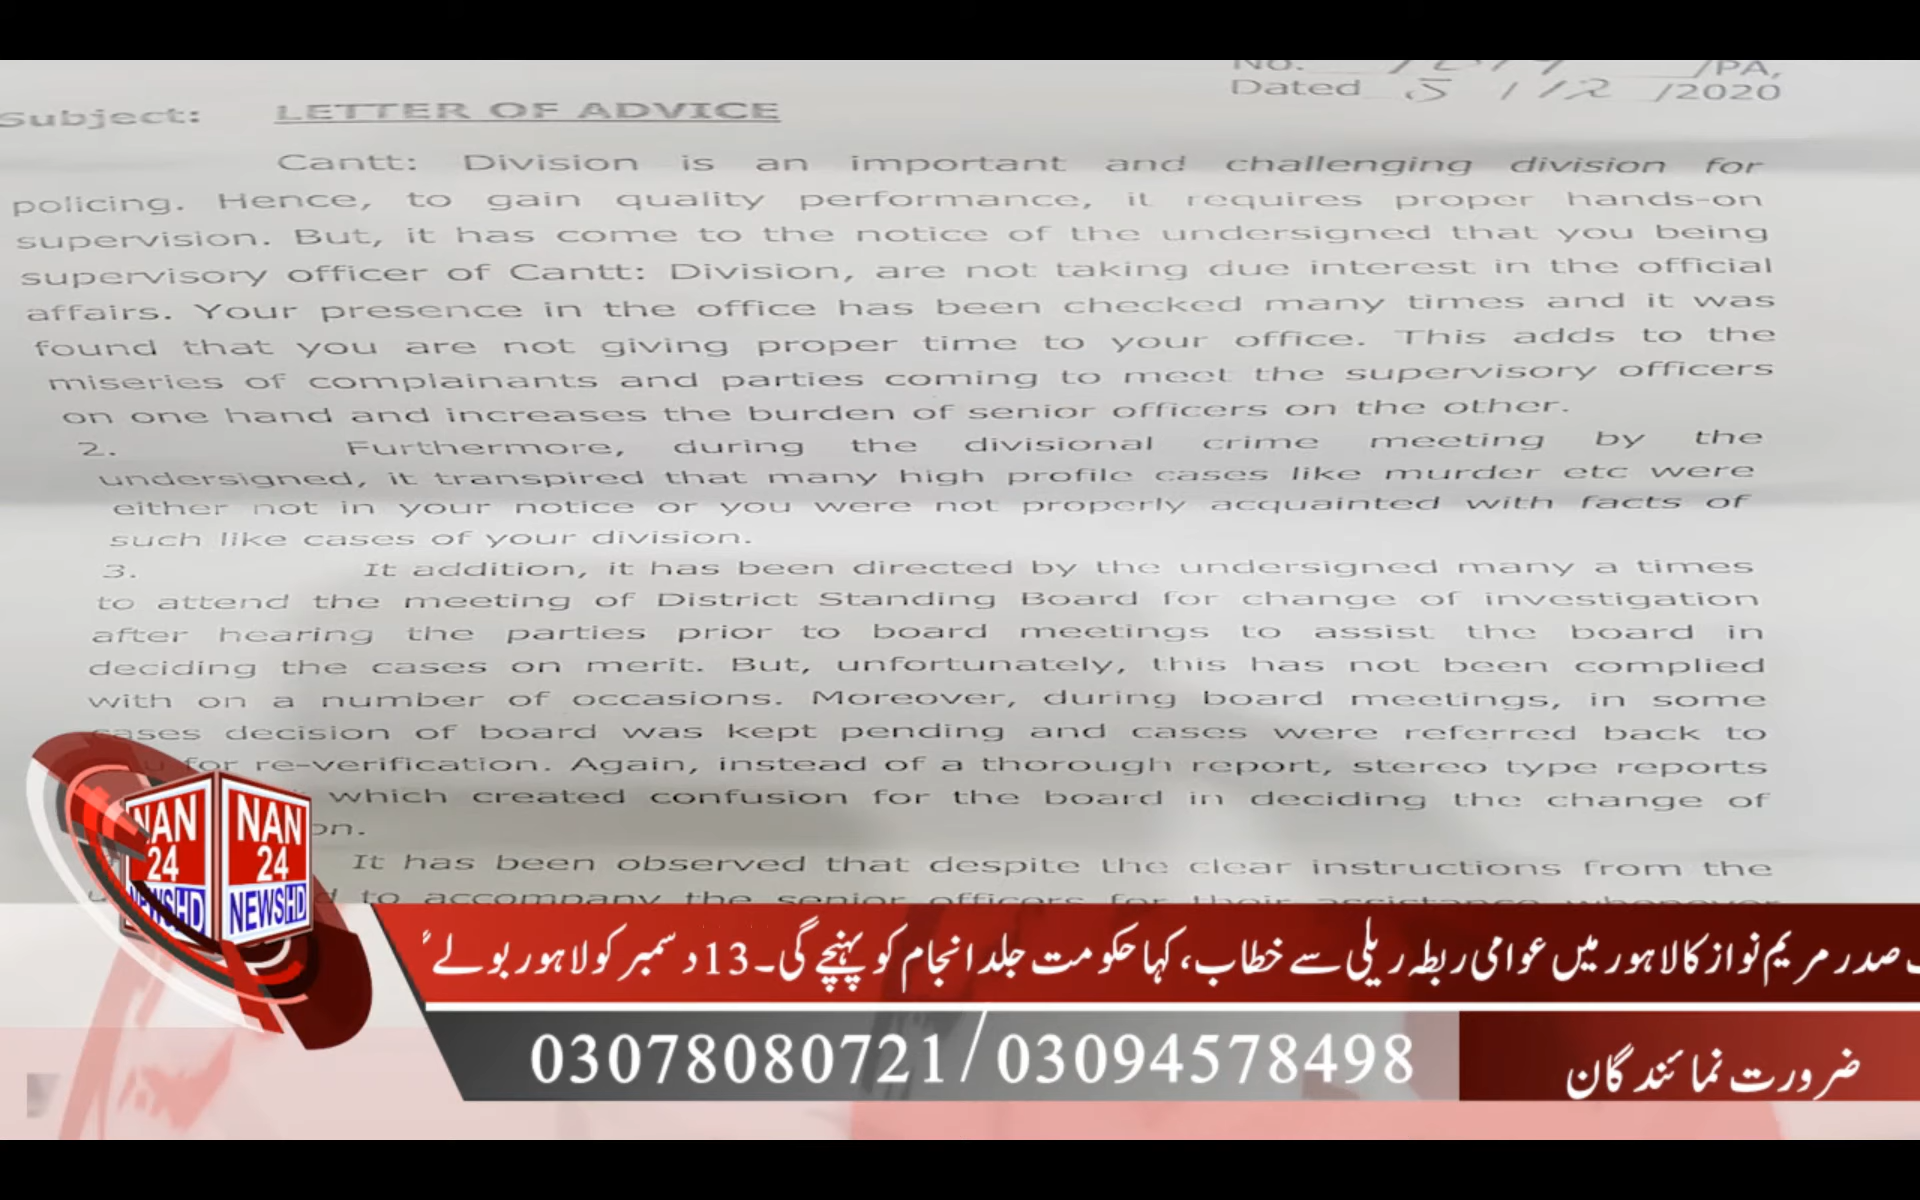 No. /PA,
Dated 5 /12 /2020
Subject: LETTER OF ADVICE
Cantt: Division is an important and challenging division for
policing. Hence, to gain quality performance, it requires proper hands-on
supervision. But, it has come to the notice of the undersigned that you being
supervisory officer of Cantt: Division, are not taking due interest in the official
affairs. Your presence in the office has been checked many times and it was
found that you are not giving proper time to your office. This adds to the
miseries of complainants and parties coming to meet the supervisory officers
on one hand and increases the burden of senior officers on the other.
2. Furthermore, during the divisional crime meeting by the
undersigned, it transpired that many high profile cases like murder etc were
either not in your notice or you were not properly acquainted with facts of
such like cases of your division.
3. It addition, it has been directed by the undersigned many a times
to attend the meeting of District Standing Board for change of investigation
after hearing the parties prior to board meetings to assist the board in
deciding the cases on merit. But, unfortunately, this has not been complied
with on a number of occasions. Moreover, during board meetings, in some
cases decision of board was kept pending and cases were referred back to
for re-verification. Again, instead of a thorough report, stereo type reports
which created confusion for the board in deciding the change of
on.
It has been observed that despite the clear instructions from the
to accompany the senior officers for their assistance whenever
NAN
24
NEWSHD
NAN
24
NEWSHD
صدر مریم نواز کا لاہور میں عوامی ربطہ ریلی سے خطاب، کہا حکومت جلد انجام کو پہنچے گی۔13 دسمبر کو لاہور بولے
03078080721/03094578498
ضرورت نمائندگان